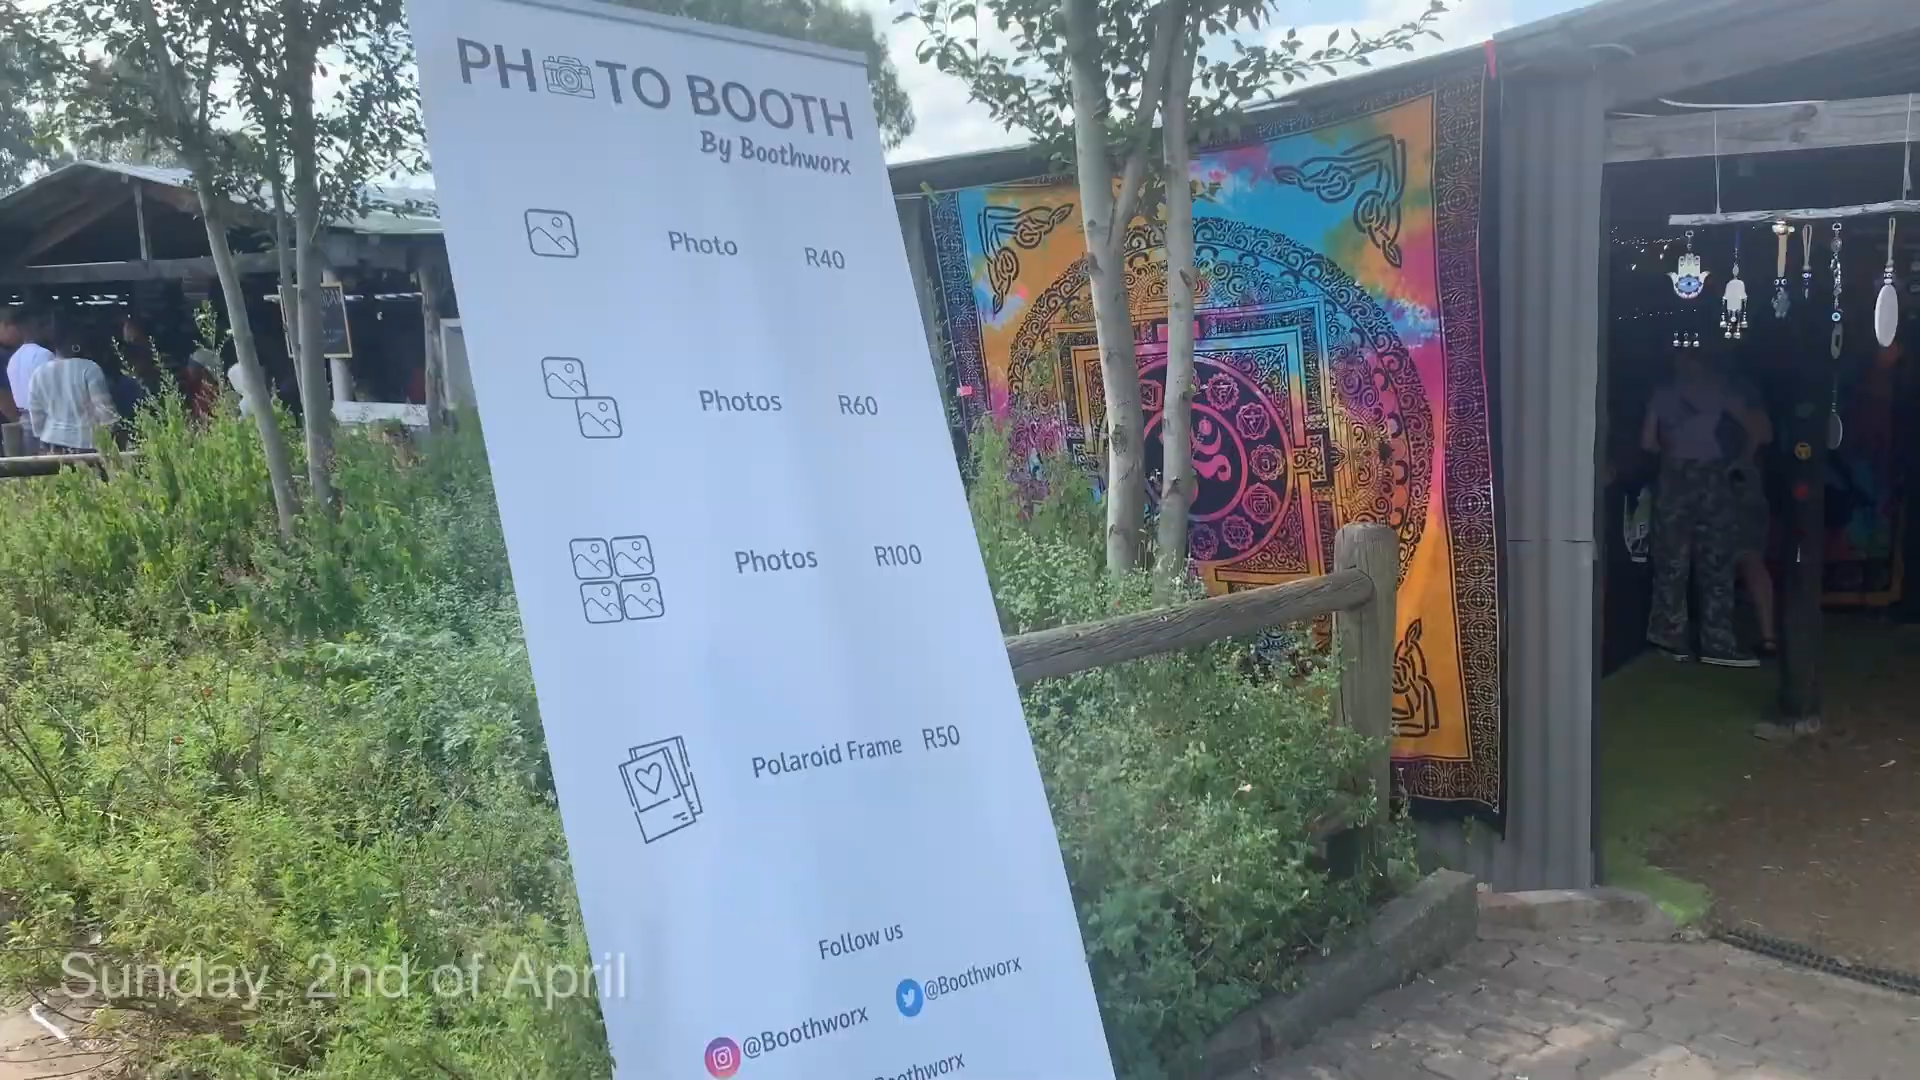 PHOTO BOOTH
By Boothworx
Photo R40
Photos R60
Photos R100
Polaroid Frame R50
Follow us
@Boothworx
@Boothworx
Sunday, 2nd of April